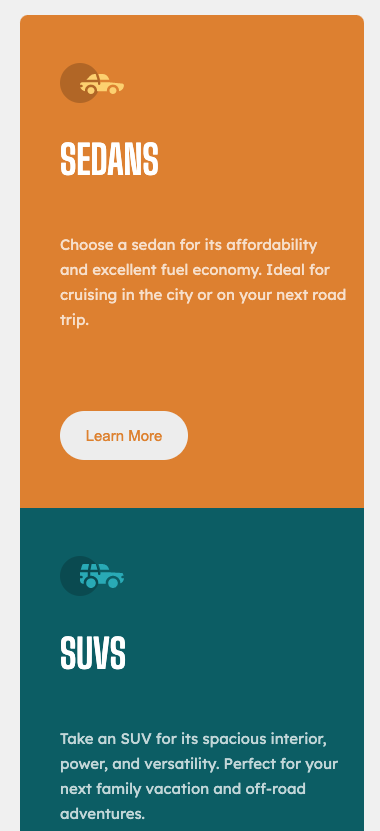 SEDANS
Choose a sedan for its affordability
and excellent fuel economy. Ideal for
cruising in the city or on your next road
trip.
Learn More
SUVS
Take an SUV for its spacious interior,
power, and versatility. Perfect for your
next family vacation and off-road
adventures.